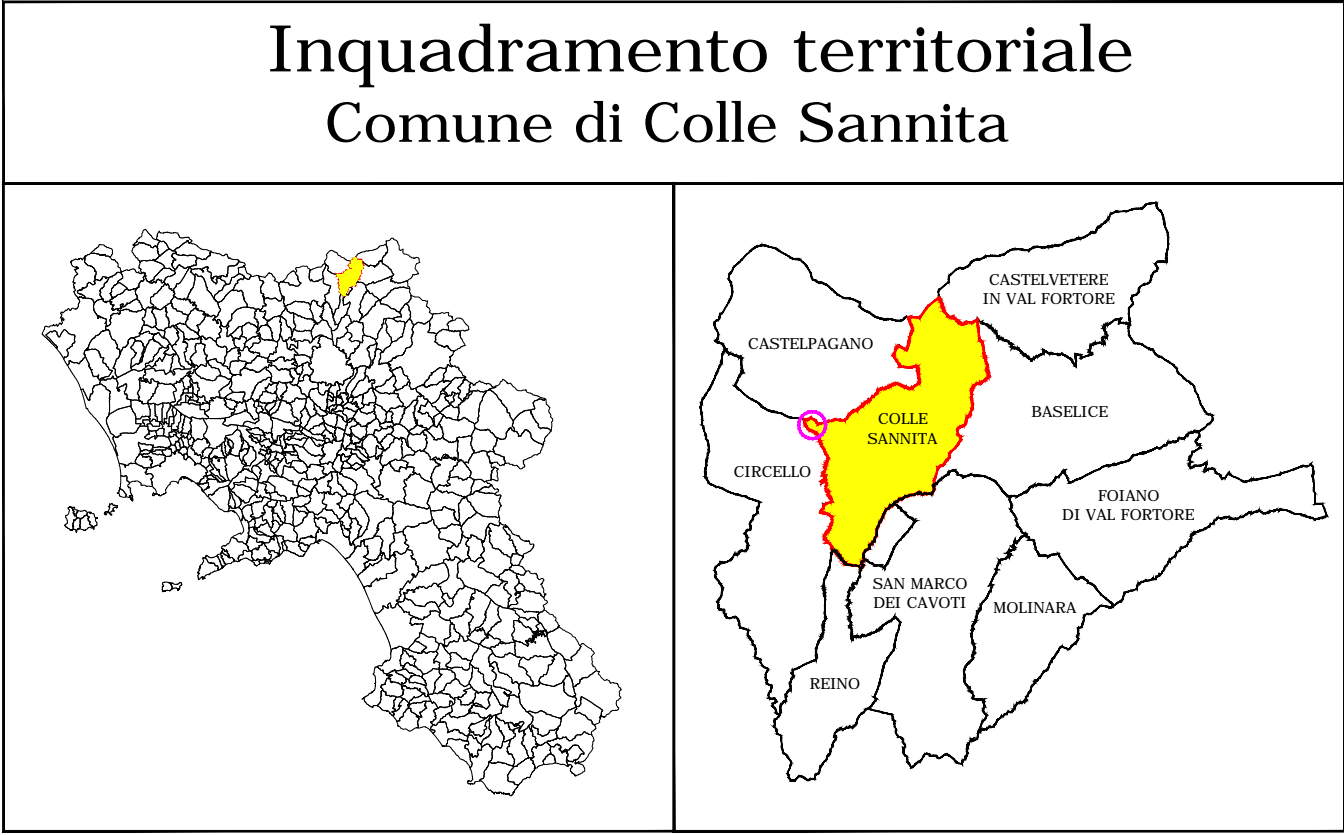 Inquadramento territoriale
Comune di Colle Sannita
CASTELVETERE
IN VAL FORTORE
CASTELPAGANO
BASELICE
COLLE
SANNITA
CIRCELLO
FOIANO
DI VAL FORTORE
SAN MARCO
DEI CAVOTI
MOLINARA
REINO